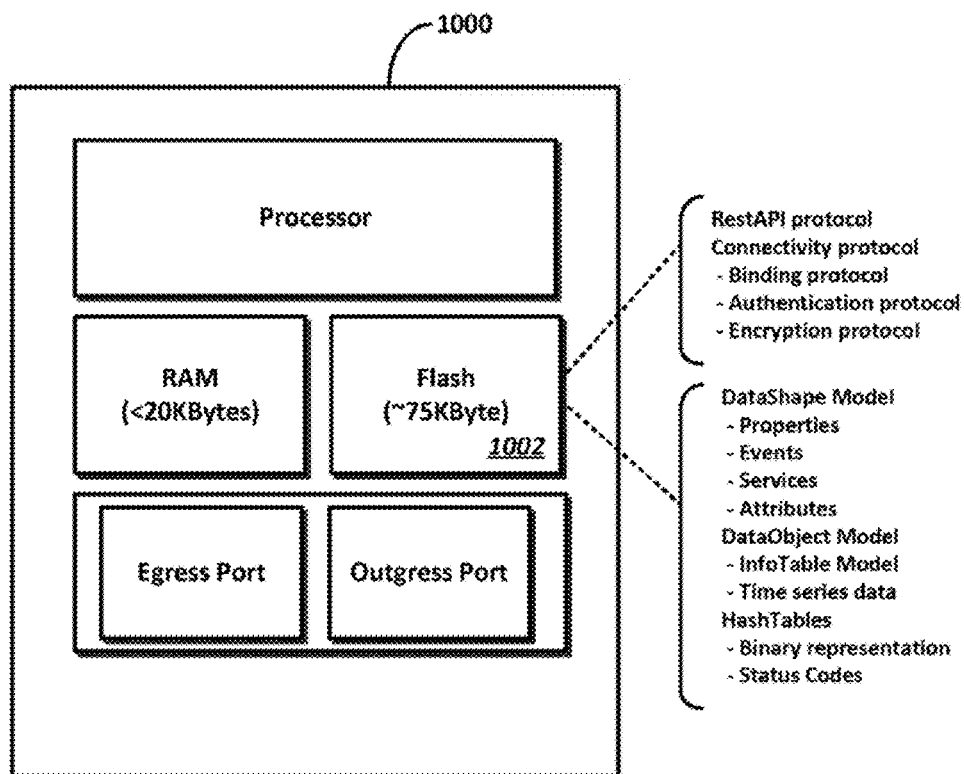 1000
Processor
RAM
(<20KBytes)
Flash
(~75KByte)
1002
Egress Port
Outgress Port
RestAPI protocol
Connectivity protocol
- Binding protocol
- Authentication protocol
- Encryption protocol
DataShape Model
- Properties
- Events
- Services
- Attributes
DataObject Model
- InfoTable Model
- Time series data
HashTables
- Binary representation
- Status Codes